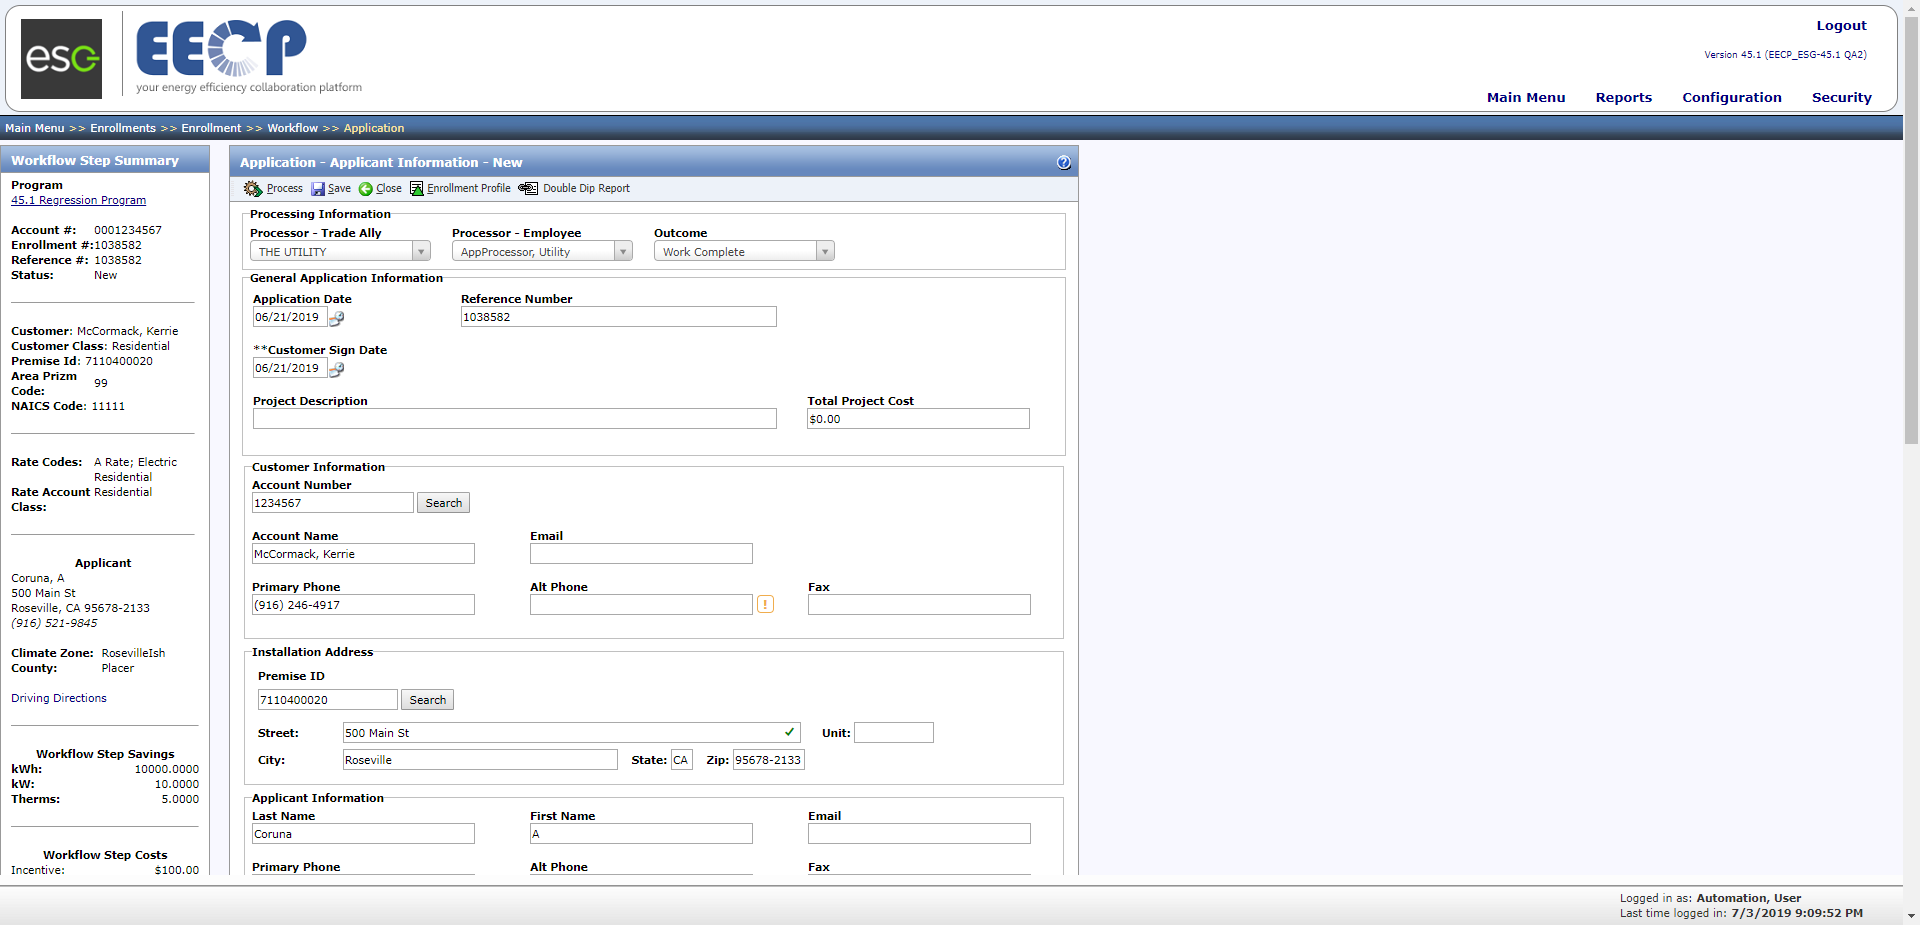 Logout
esg
EECP
your energy efficiency collaboration platform
Version 45.1 (EECP_ESG-45.1 QA2)
Main Menu Reports Configuration Security
Main Menu >> Enrollments >> Enrollment >> Workflow >> Application
Workflow Step Summary
Program
45.1 Regression Program
Account #: 0001234567
Enrollment #:1038582
Reference #: 1038582
Status: New
Customer: McCormack, Kerrie
Customer Class: Residential
Premise Id: 7110400020
Area Prizm Code: 99
NAICS Code: 11111
Rate Codes: A Rate; Electric
Residential
Rate Account Residential
Class:
Applicant
Coruna, A
500 Main St
Roseville, CA 95678-2133
(916) 521-9845
Climate Zone: RosevilleIsh
County: Placer
Driving Directions
Workflow Step Savings
kWh: 10000.0000
kW: 10.0000
Therms: 5.0000
Workflow Step Costs
Incentive: $100.00
Application - Applicant Information - New ?
Process Save Close Enrollment Profile Double Dip Report
Processing Information
Processor - Trade Ally Processor - Employee Outcome
THE UTILITY AppProcessor, Utility Work Complete
General Application Information
Application Date Reference Number
06/21/2019 1038582
**Customer Sign Date
06/21/2019
Project Description Total Project Cost
$0.00
Customer Information
Account Number
1234567 Search
Account Name Email
McCormack, Kerrie
Primary Phone Alt Phone Fax
(916) 246-4917 !
Installation Address
Premise ID
7110400020 Search
Street: 500 Main St Unit:
City: Roseville State: CA Zip: 95678-2133
Applicant Information
Last Name First Name Email
Coruna A
Primary Phone Alt Phone Fax
Logged in as: Automation, User
Last time logged in: 7/3/2019 9:09:52 PM